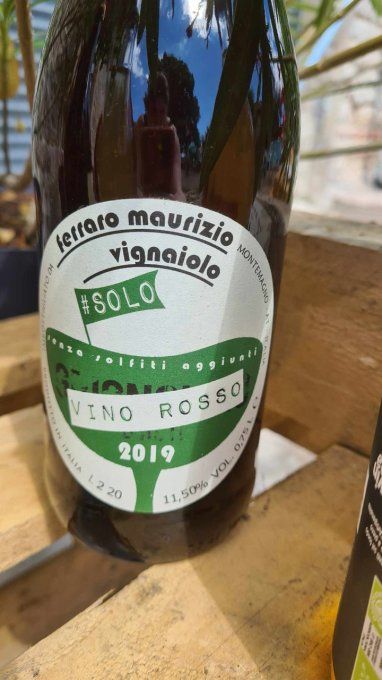 ferraro maurizio
vignaiolo
#SOLO
senza solfiti aggiunti
VINO ROSSO
2019
MONTEMAGNO
IN ITALIA L 2 20
11,50% VOL. 0,75 L e